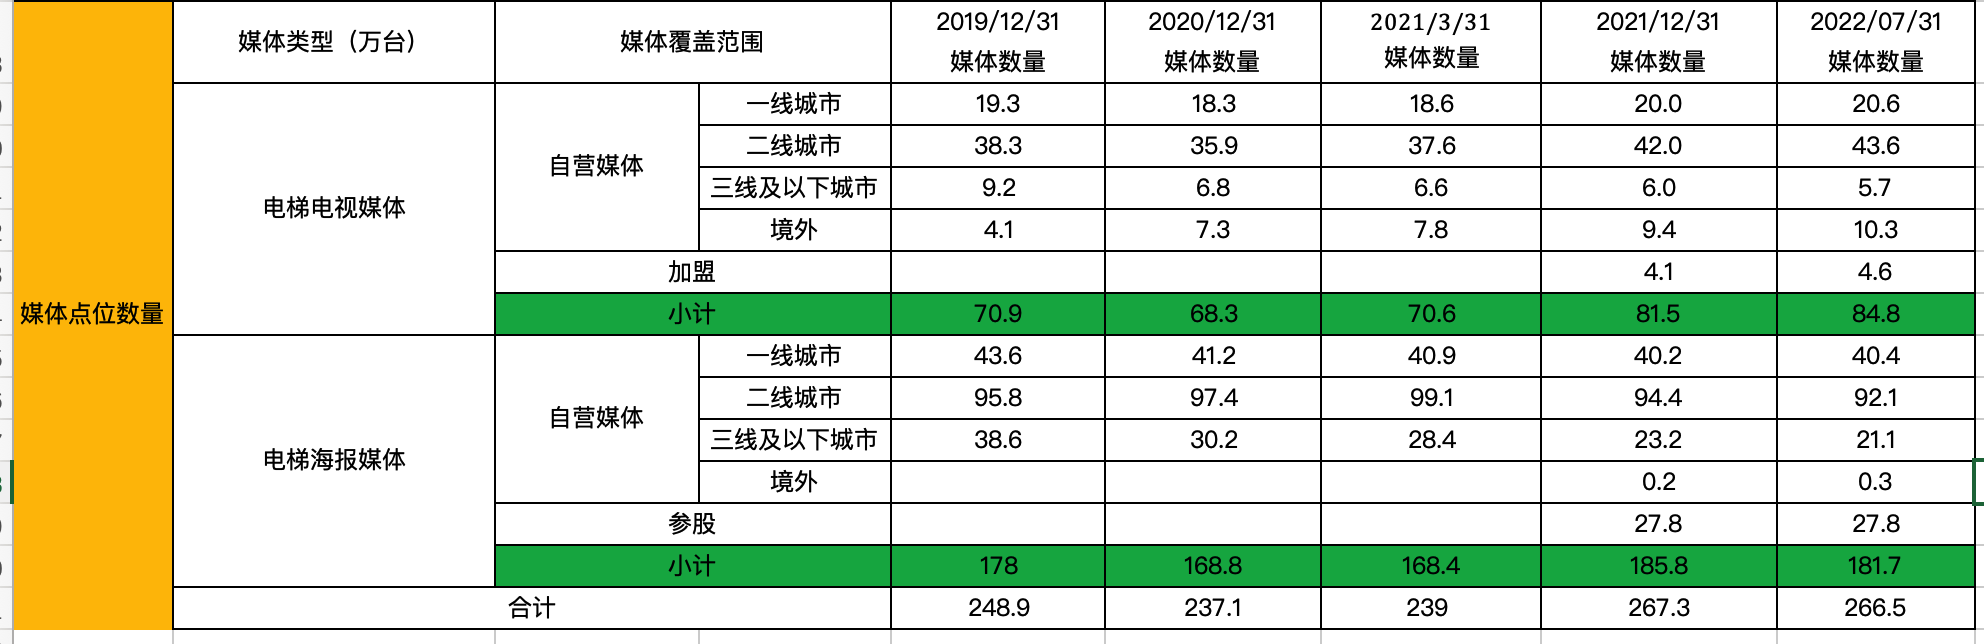 媒体点位数量
媒体类型（万台） 媒体覆盖范围 2019/12/31 媒体数量 2020/12/31 媒体数量 2021/3/31 媒体数量 2021/12/31 媒体数量 2022/07/31 媒体数量
电梯电视媒体
自营媒体
一线城市 19.3 18.3 18.6 20.0 20.6
二线城市 38.3 35.9 37.6 42.0 43.6
三线及以下城市 9.2 6.8 6.6 6.0 5.7
境外 4.1 7.3 7.8 9.4 10.3
加盟 4.1 4.6
小计 70.9 68.3 70.6 81.5 84.8
电梯海报媒体
自营媒体
一线城市 43.6 41.2 40.9 40.2 40.4
二线城市 95.8 97.4 99.1 94.4 92.1
三线及以下城市 38.6 30.2 28.4 23.2 21.1
境外 0.2 0.3
参股 27.8 27.8
小计 178 168.8 168.4 185.8 181.7
合计 248.9 237.1 239 267.3 266.5